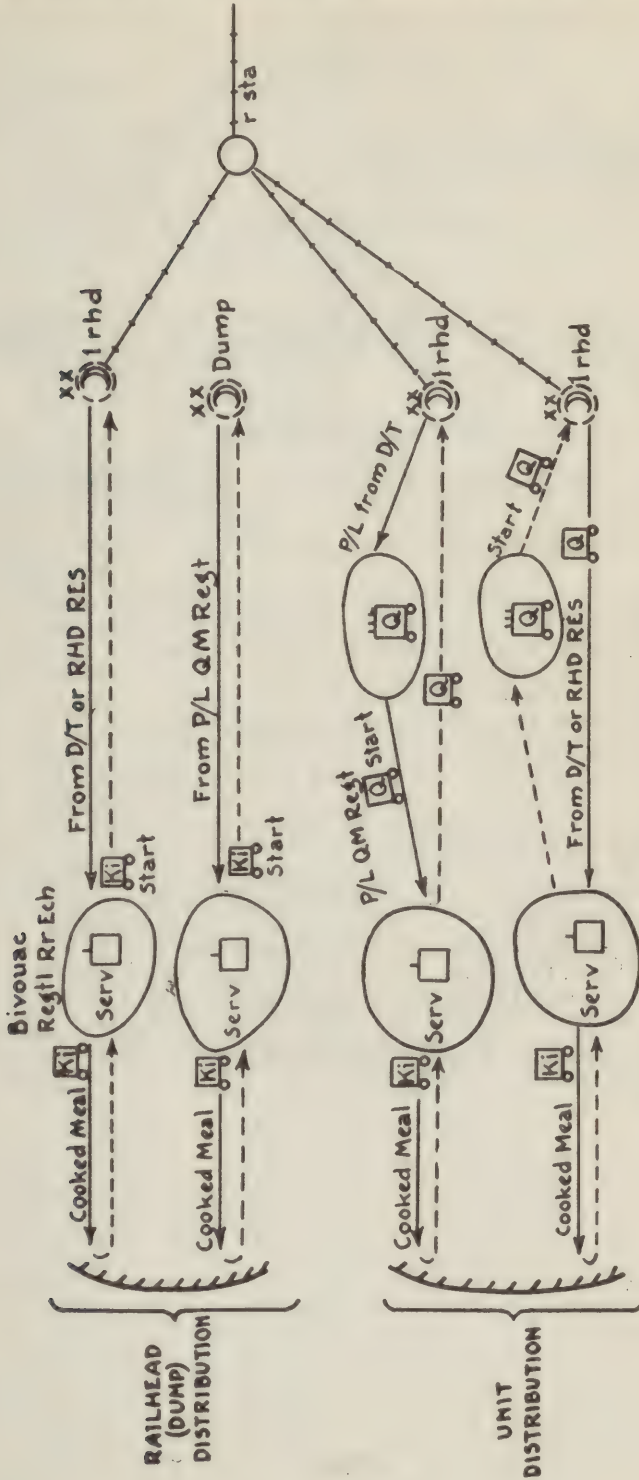 RAILHEAD
(DUMP)
DISTRIBUTION
Bivouac
Regtl Rr Ech
Cooked Meal
Ki
Serv
Ki
Start
From D/T or RHD RES
xx
1 rhd
Cooked Meal
Ki
Serv
Ki
Start
From P/L QM Regt
xx
Dump
r sta
UNIT
DISTRIBUTION
Cooked Meal
Ki
Serv
P/L QM Regt
Q
Start
Q
P/L from D/T
Q
xx
1 rhd
Cooked Meal
Ki
Serv
Q
Start
Q
From D/T or RHD RES
Q
xx
1 rhd